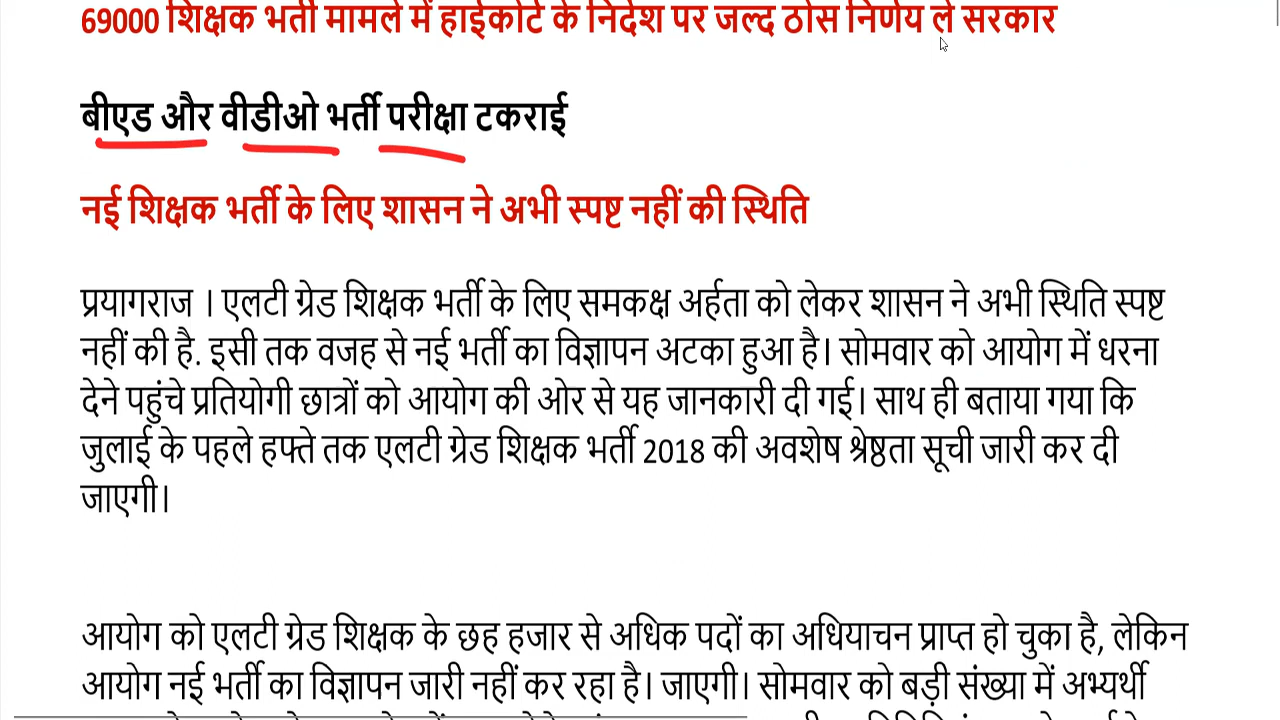 69000 शिक्षक भर्ती मामले में हाईकोर्ट के निर्देश पर जल्द ठोस निर्णय ले सरकार
बीएड और वीडीओ भर्ती परीक्षा टकराई
नई शिक्षक भर्ती के लिए शासन ने अभी स्पष्ट नहीं की स्थिति
प्रयागराज । एलटी ग्रेड शिक्षक भर्ती के लिए समकक्ष अर्हता को लेकर शासन ने अभी स्थिति स्पष्ट
नहीं की है. इसी तक वजह से नई भर्ती का विज्ञापन अटका हुआ है। सोमवार को आयोग में धरना
देने पहुंचे प्रतियोगी छात्रों को आयोग की ओर से यह जानकारी दी गई। साथ ही बताया गया कि
जुलाई के पहले हफ्ते तक एलटी ग्रेड शिक्षक भर्ती 2018 की अवशेष श्रेष्ठता सूची जारी कर दी
जाएगी।
आयोग को एलटी ग्रेड शिक्षक के छह हजार से अधिक पदों का अधियाचन प्राप्त हो चुका है, लेकिन
आयोग नई भर्ती का विज्ञापन जारी नहीं कर रहा है। जाएगी। सोमवार को बड़ी संख्या में अभ्यर्थी